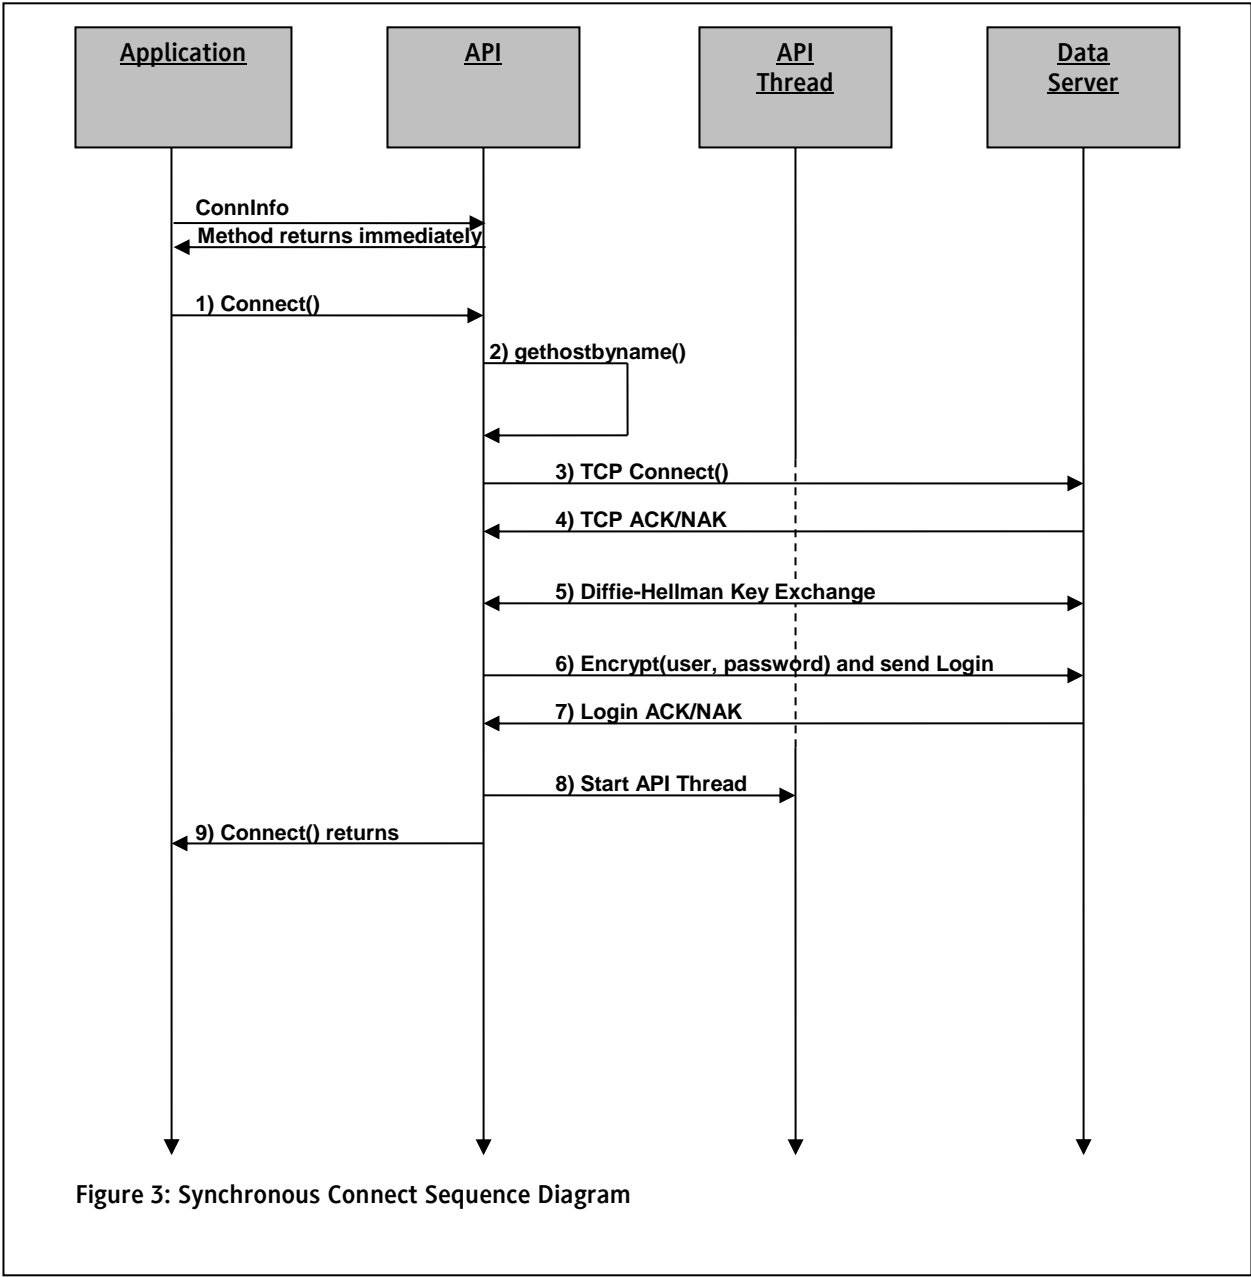 Application
API
API
Thread
Data
Server
ConnInfo
Method returns immediately
1) Connect()
2) gethostbyname()
3) TCP Connect()
4) TCP ACK/NAK
5) Diffie-Hellman Key Exchange
6) Encrypt(user, password) and send Login
7) Login ACK/NAK
8) Start API Thread
9) Connect() returns
Figure 3: Synchronous Connect Sequence Diagram